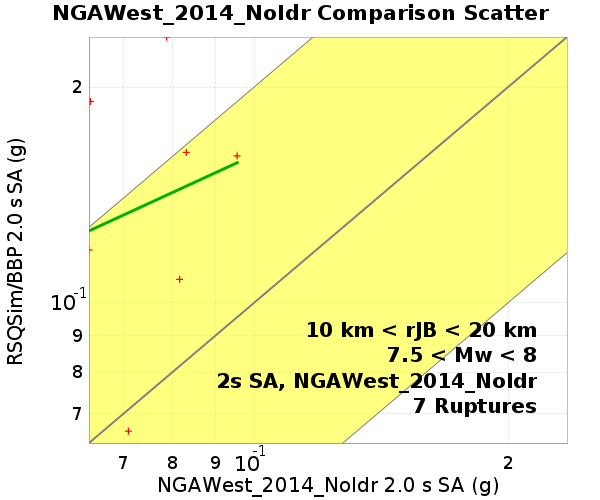 NGAWest_2014_NoIdr Comparison Scatter
RSQSim/BBP 2.0 s SA (g)
2
10-1
9
8
7
10 km < rJB < 20 km
7.5 < Mw < 8
2s SA, NGAWest_2014_NoIdr
7 Ruptures
7 8 9 10-1 2
NGAWest_2014_NoIdr 2.0 s SA (g)